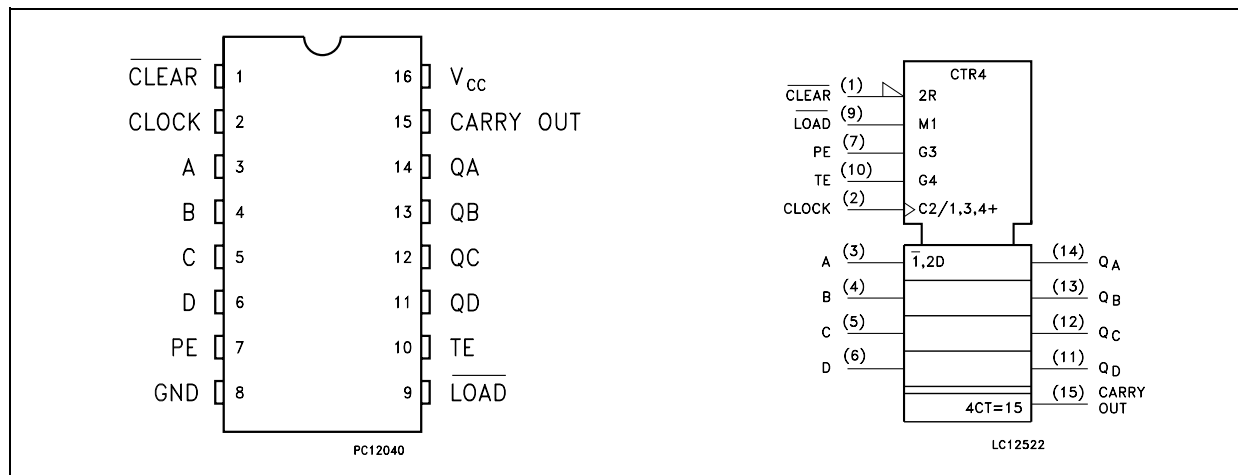 CLEAR 1 16 VCC
CLOCK 2 15 CARRY OUT
A 3 14 QA
B 4 13 QB
C 5 12 QC
D 6 11 QD
PE 7 10 TE
GND 8 9 LOAD
PC12040
CTR4
CLEAR (1) 2R
LOAD (9) M1
PE (7) G3
TE (10) G4
CLOCK (2) C2/1,3,4+
A (3) 1̅,2D (14) QA
B (4) (13) QB
C (5) (12) QC
D (6) (11) QD
4CT=15 (15) CARRY
OUT
LC12522